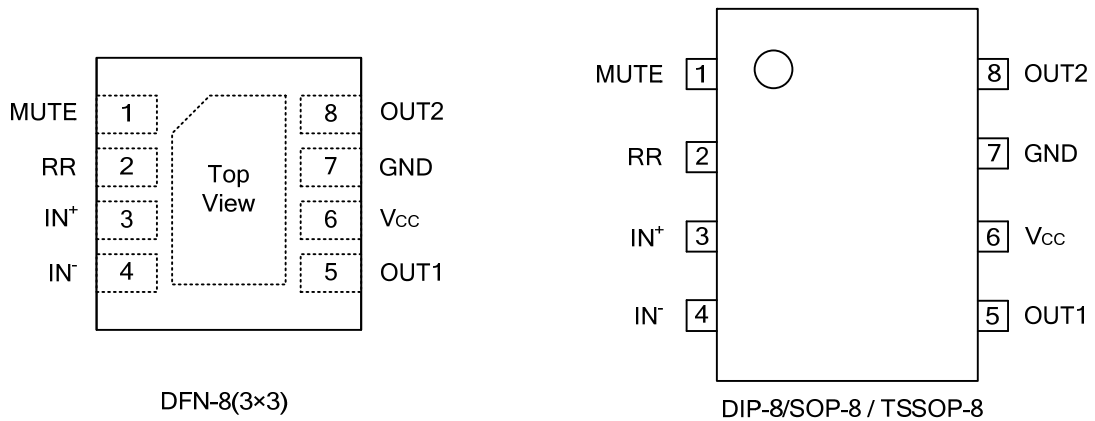 MUTE 1 8 OUT2
RR 2 7 GND
IN+ 3 6 VCC
IN- 4 5 OUT1
Top
View
DFN-8(3×3)
MUTE 1 8 OUT2
RR 2 7 GND
IN+ 3 6 VCC
IN- 4 5 OUT1
DIP-8/SOP-8 / TSSOP-8